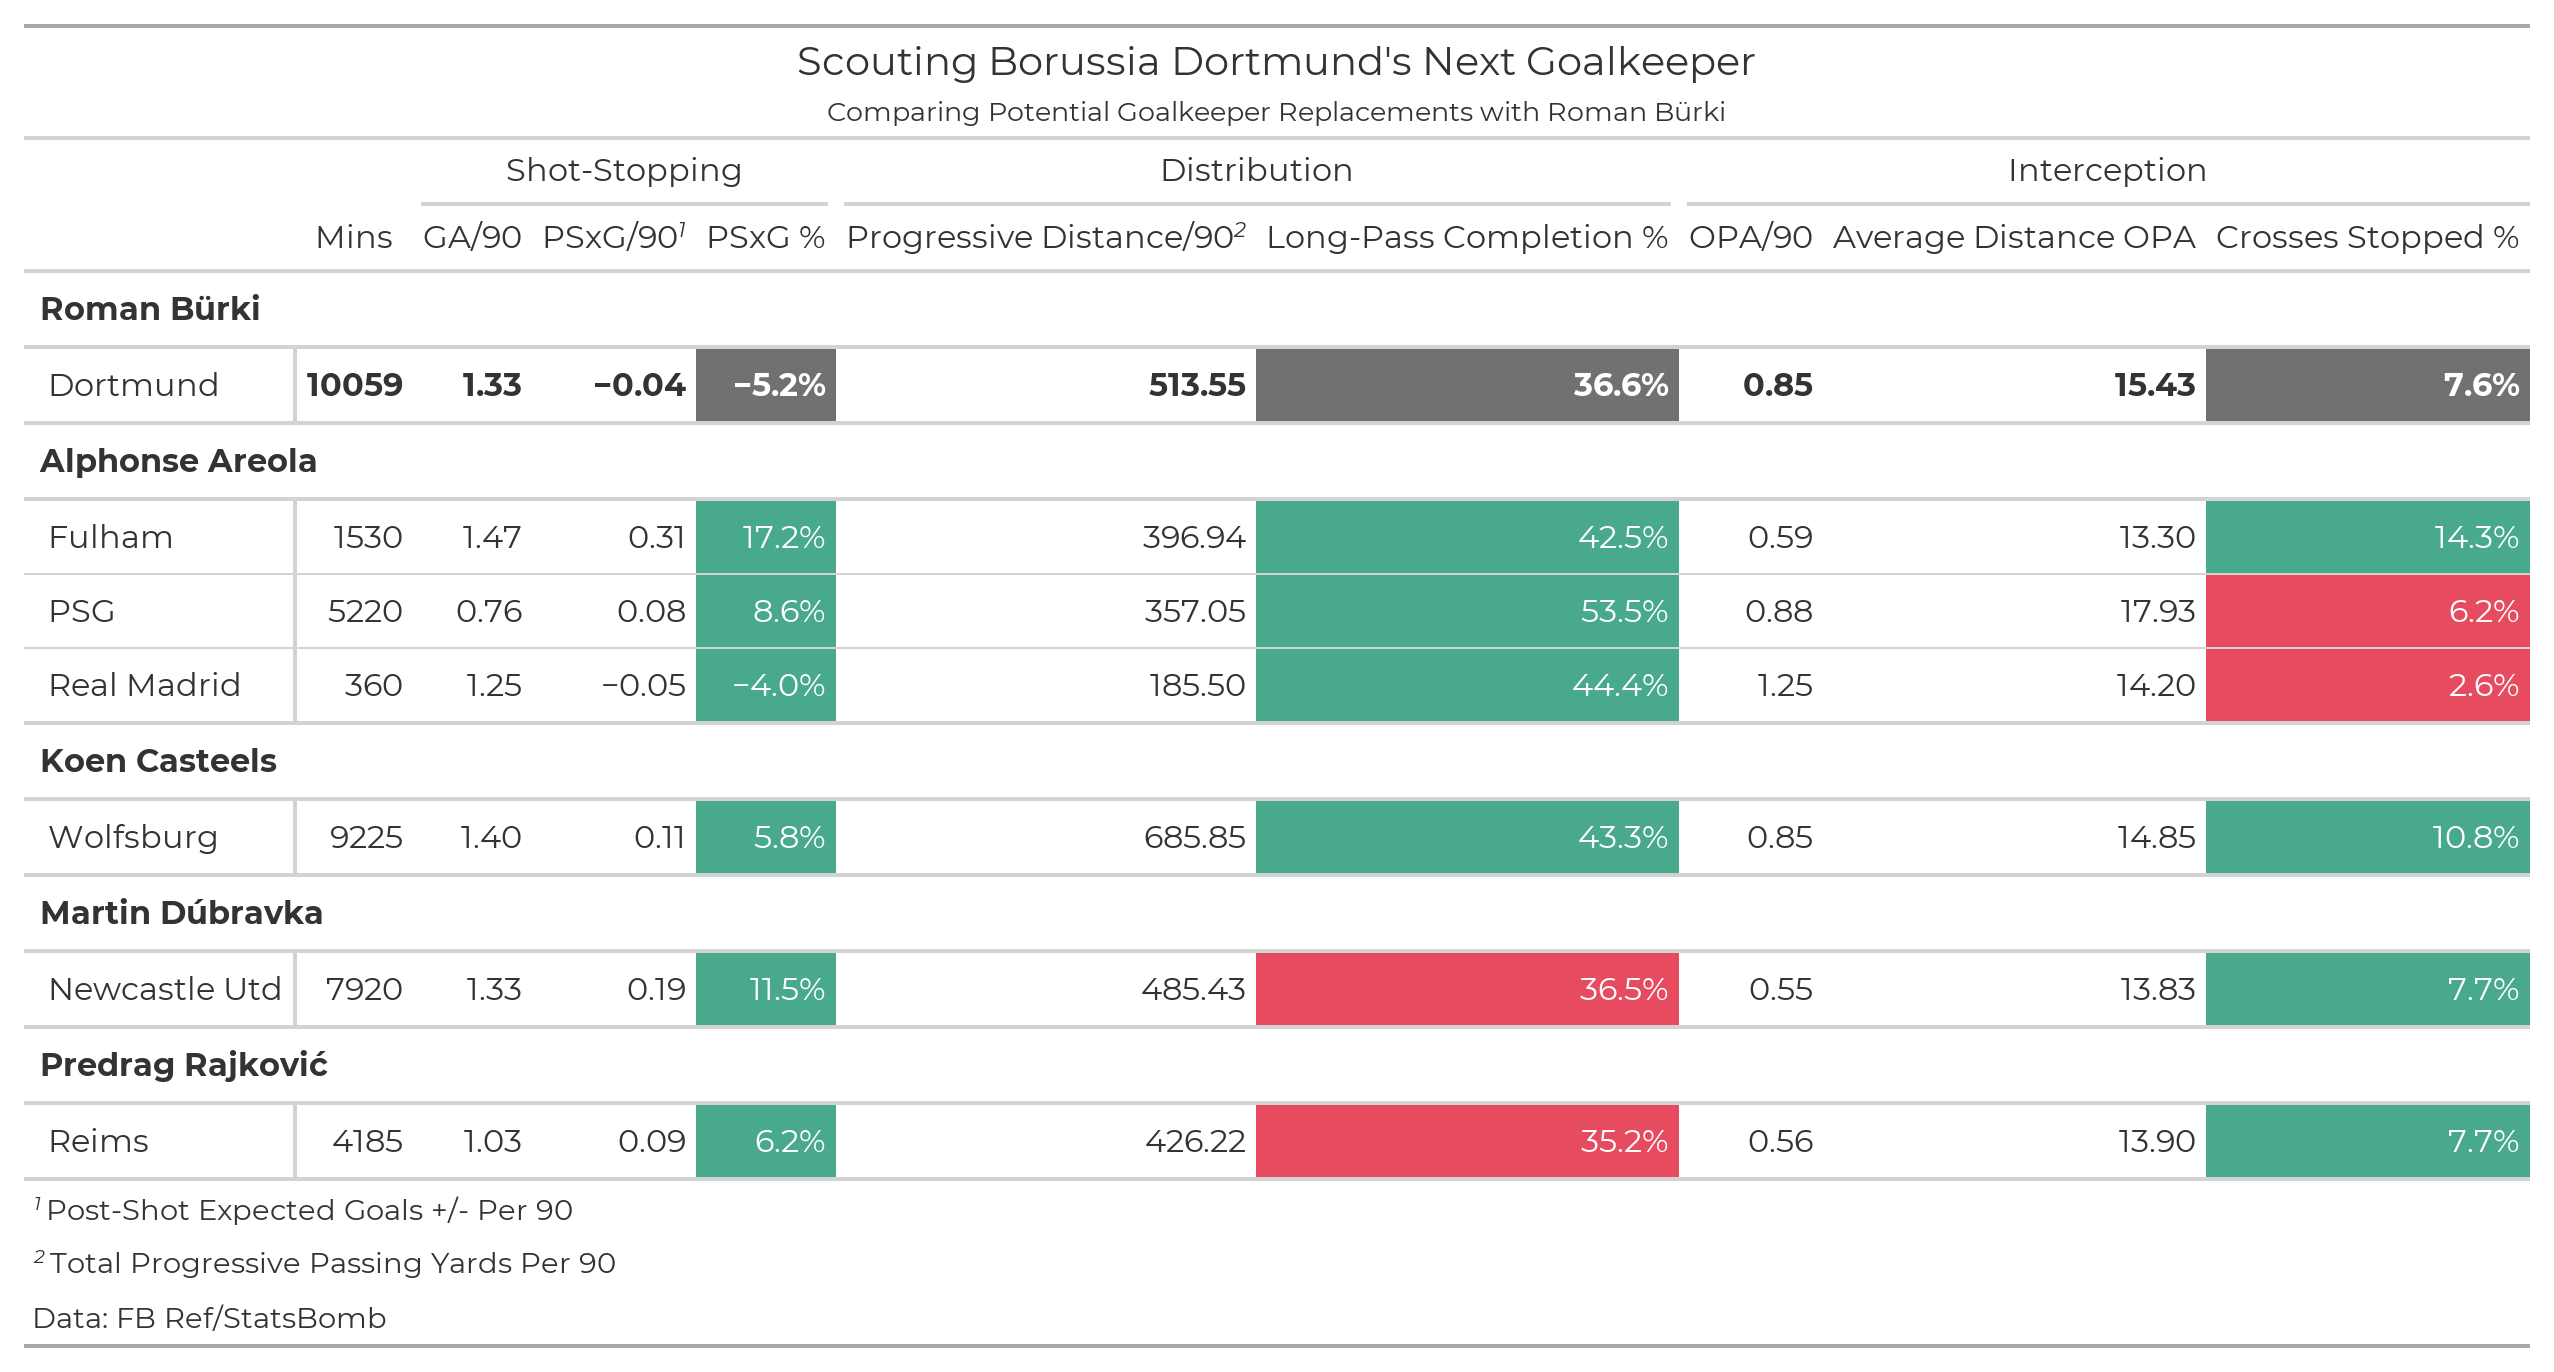 Scouting Borussia Dortmund's Next Goalkeeper
Comparing Potential Goalkeeper Replacements with Roman Bürki
Shot-Stopping Distribution Interception
Mins GA/90 PSxG/90¹ PSxG % Progressive Distance/90² Long-Pass Completion % OPA/90 Average Distance OPA Crosses Stopped %
Roman Bürki
Dortmund 10059 1.33 −0.04 −5.2% 513.55 36.6% 0.85 15.43 7.6%
Alphonse Areola
Fulham 1530 1.47 0.31 17.2% 396.94 42.5% 0.59 13.30 14.3%
PSG 5220 0.76 0.08 8.6% 357.05 53.5% 0.88 17.93 6.2%
Real Madrid 360 1.25 −0.05 −4.0% 185.50 44.4% 1.25 14.20 2.6%
Koen Casteels
Wolfsburg 9225 1.40 0.11 5.8% 685.85 43.3% 0.85 14.85 10.8%
Martin Dúbravka
Newcastle Utd 7920 1.33 0.19 11.5% 485.43 36.5% 0.55 13.83 7.7%
Predrag Rajković
Reims 4185 1.03 0.09 6.2% 426.22 35.2% 0.56 13.90 7.7%
¹ Post-Shot Expected Goals +/- Per 90
² Total Progressive Passing Yards Per 90
Data: FB Ref/StatsBomb